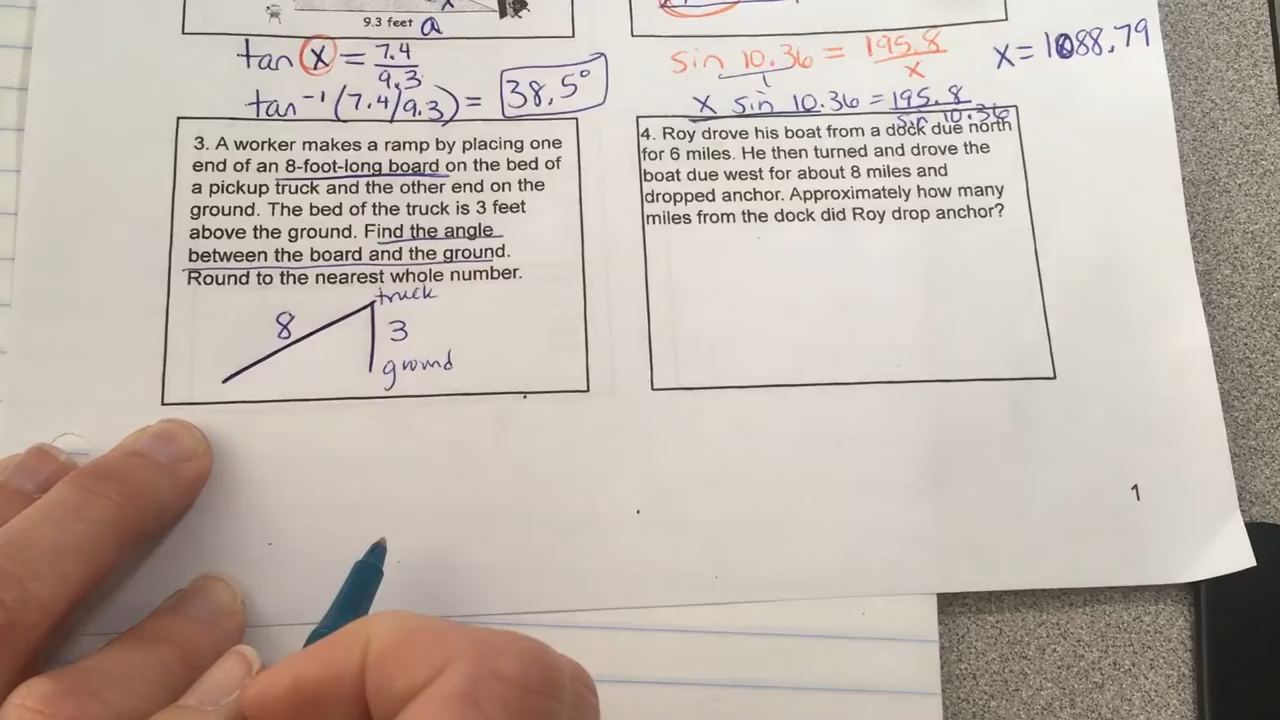 9.3 feet a
x
tan x = 7.4
9.3
tan⁻¹(7.4/9.3) = 38.5°
sin 10.36 = 195.8
x
x = 1088.79
x sin 10.36 = 195.8
sin 10.36
3. A worker makes a ramp by placing one
end of an 8-foot-long board on the bed of
a pickup truck and the other end on the
ground. The bed of the truck is 3 feet
above the ground. Find the angle
between the board and the ground.
Round to the nearest whole number.
truck
8
3
ground
4. Roy drove his boat from a dock due north
for 6 miles. He then turned and drove the
boat due west for about 8 miles and
dropped anchor. Approximately how many
miles from the dock did Roy drop anchor?
1